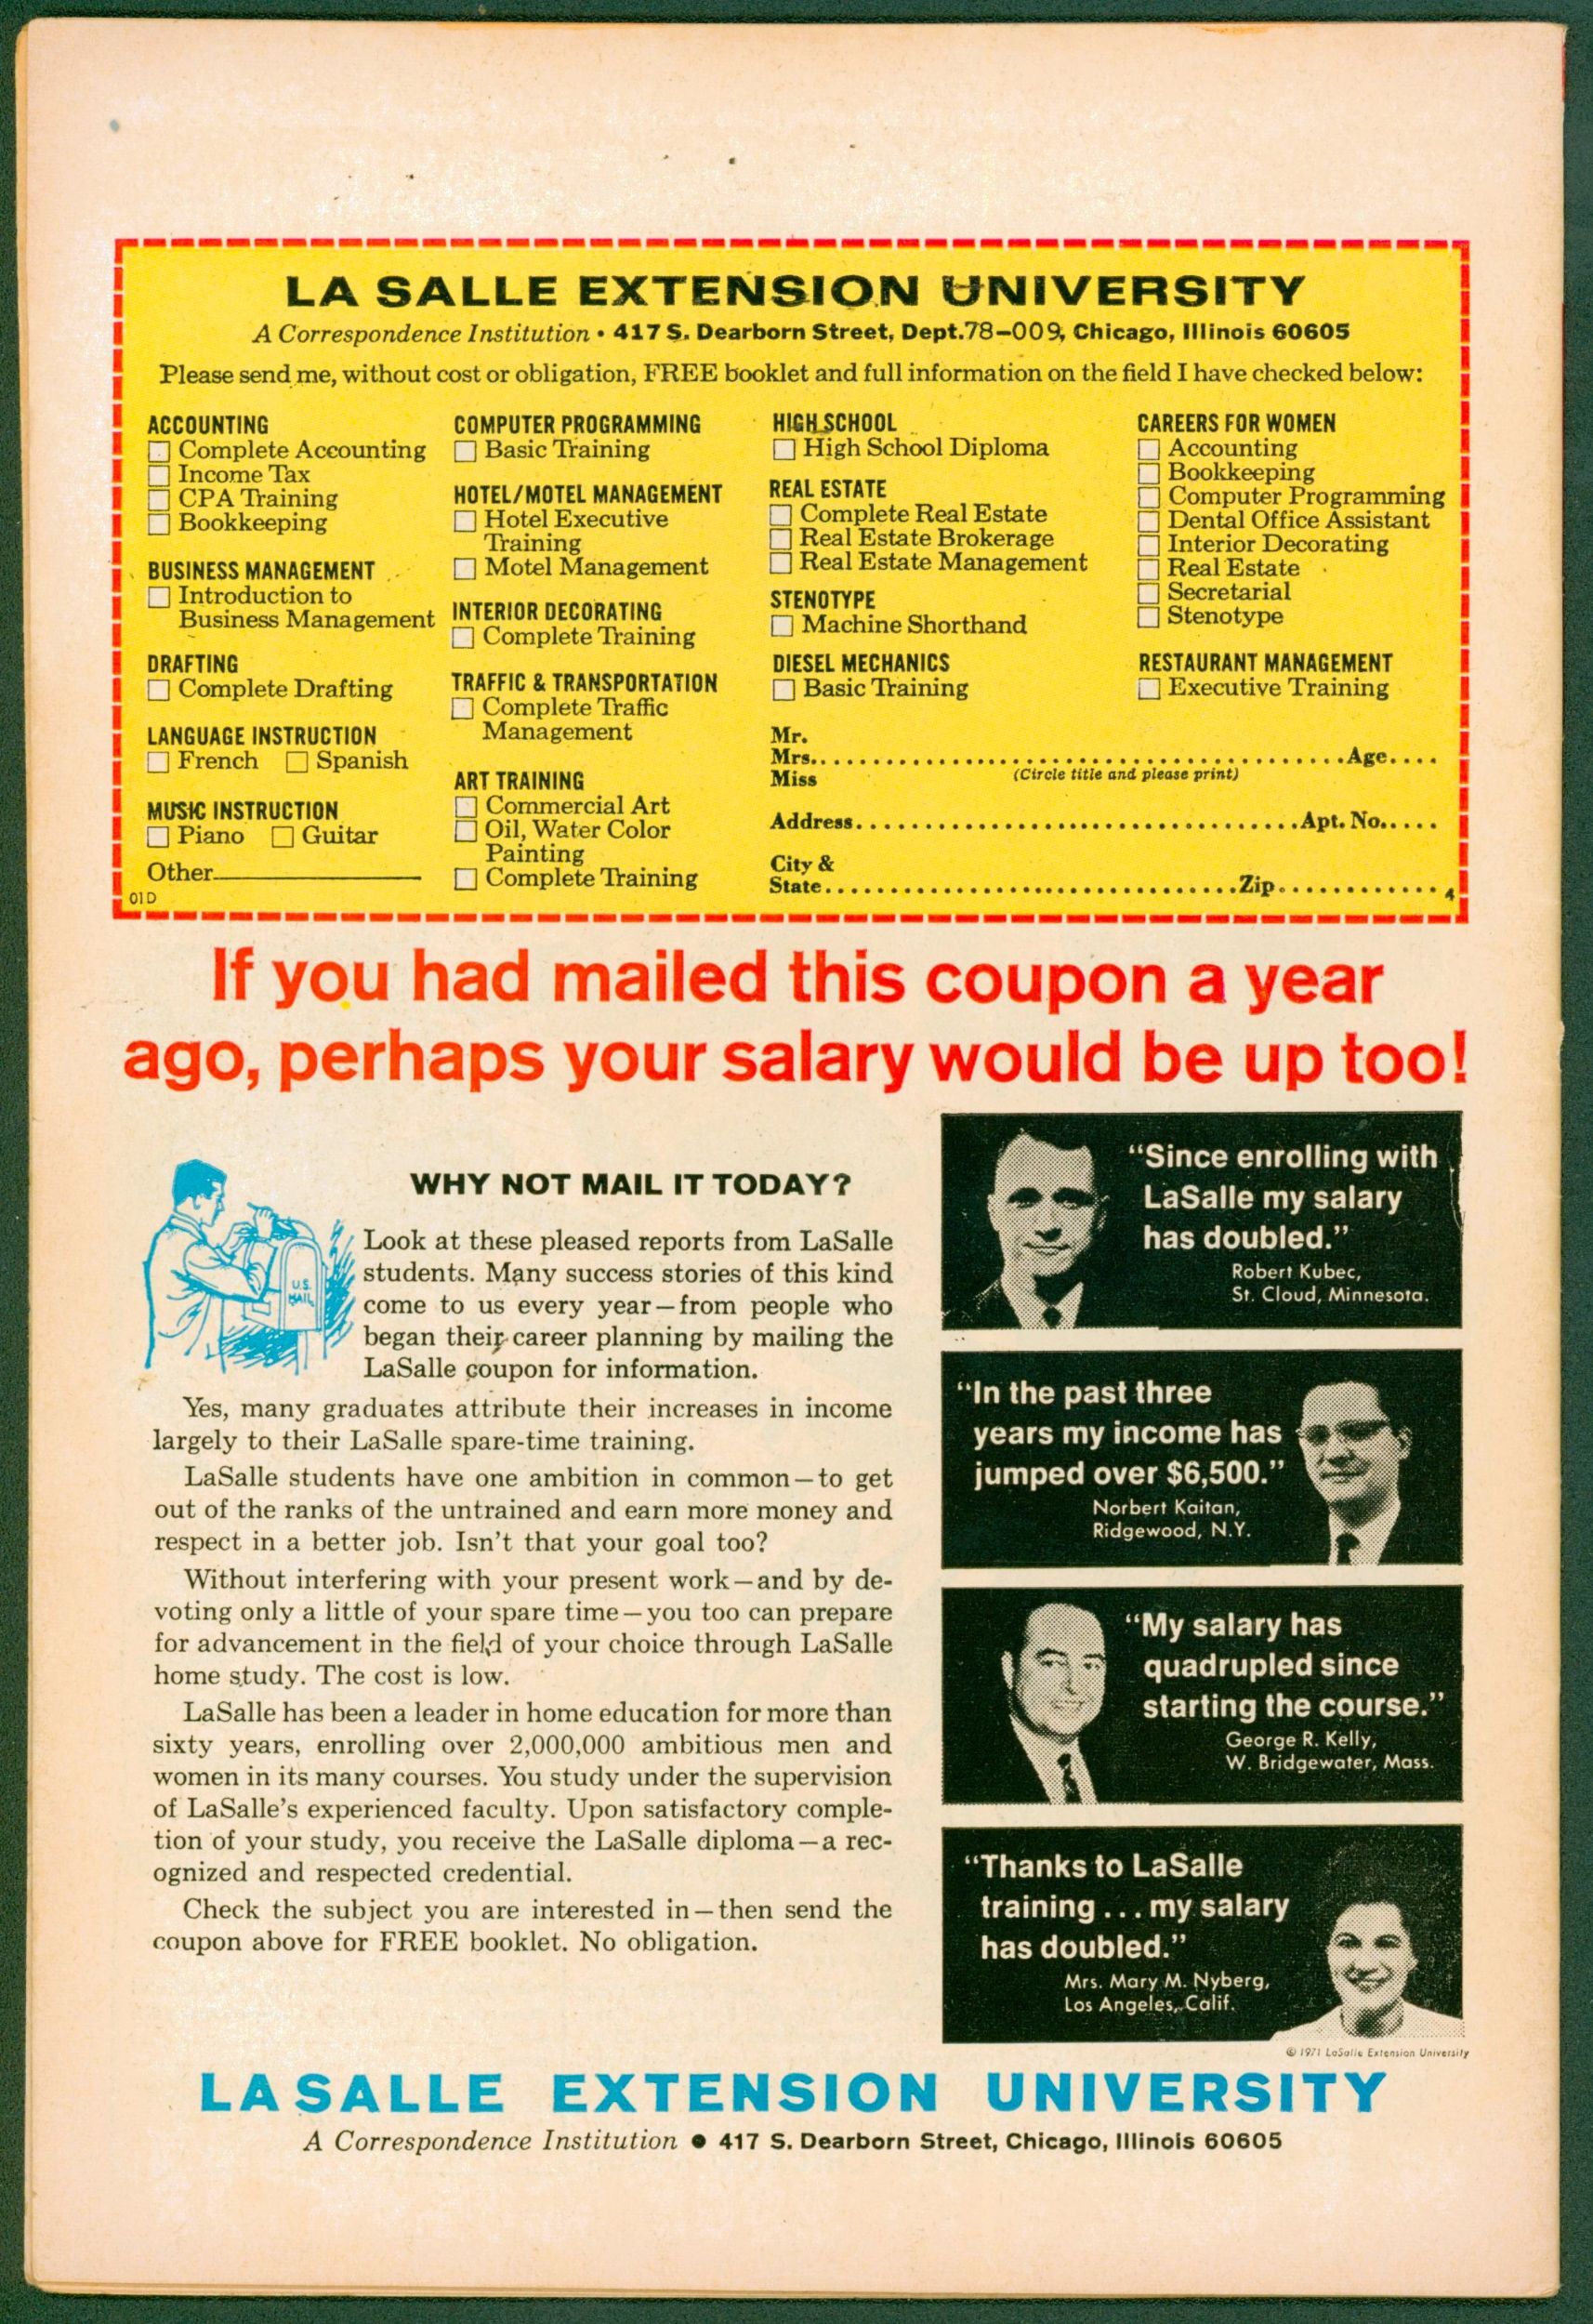 LA SALLE EXTENSION UNIVERSITY
A Correspondence Institution • 417 S. Dearborn Street, Dept. 78-009, Chicago, Illinois 60605
Please send me, without cost or obligation, FREE booklet and full information on the field I have checked below:
ACCOUNTING
Complete Accounting
Income Tax
CPA Training
Bookkeeping
BUSINESS MANAGEMENT
Introduction to
Business Management
DRAFTING
Complete Drafting
LANGUAGE INSTRUCTION
French Spanish
MUSIC INSTRUCTION
Piano Guitar
Other
01D
COMPUTER PROGRAMMING
Basic Training
HOTEL/MOTEL MANAGEMENT
Hotel Executive
Training
Motel Management
INTERIOR DECORATING
Complete Training
TRAFFIC & TRANSPORTATION
Complete Traffic
Management
ART TRAINING
Commercial Art
Oil, Water Color
Painting
Complete Training
HIGH SCHOOL
High School Diploma
REAL ESTATE
Complete Real Estate
Real Estate Brokerage
Real Estate Management
STENOTYPE
Machine Shorthand
DIESEL MECHANICS
Basic Training
CAREERS FOR WOMEN
Accounting
Bookkeeping
Computer Programming
Dental Office Assistant
Interior Decorating
Real Estate
Secretarial
Stenotype
RESTAURANT MANAGEMENT
Executive Training
Mr.
Mrs. Age
Miss (Circle title and please print)
Address Apt. No.
City &
State Zip 4
If you had mailed this coupon a year
ago, perhaps your salary would be up too!
WHY NOT MAIL IT TODAY?
U.S.
MAIL
Look at these pleased reports from LaSalle
students. Many success stories of this kind
come to us every year—from people who
began their career planning by mailing the
LaSalle coupon for information.
Yes, many graduates attribute their increases in income
largely to their LaSalle spare-time training.
LaSalle students have one ambition in common—to get
out of the ranks of the untrained and earn more money and
respect in a better job. Isn't that your goal too?
Without interfering with your present work—and by de-
voting only a little of your spare time—you too can prepare
for advancement in the field of your choice through LaSalle
home study. The cost is low.
LaSalle has been a leader in home education for more than
sixty years, enrolling over 2,000,000 ambitious men and
women in its many courses. You study under the supervision
of LaSalle's experienced faculty. Upon satisfactory comple-
tion of your study, you receive the LaSalle diploma—a rec-
ognized and respected credential.
Check the subject you are interested in—then send the
coupon above for FREE booklet. No obligation.
"Since enrolling with
LaSalle my salary
has doubled."
Robert Kubec,
St. Cloud, Minnesota.
"In the past three
years my income has
jumped over $6,500."
Norbert Kaitan,
Ridgewood, N.Y.
"My salary has
quadrupled since
starting the course."
George R. Kelly,
W. Bridgewater, Mass.
"Thanks to LaSalle
training... my salary
has doubled."
Mrs. Mary M. Nyberg,
Los Angeles, Calif.
© 1971 LaSalle Extension University
LASALLE EXTENSION UNIVERSITY
A Correspondence Institution • 417 S. Dearborn Street, Chicago, Illinois 60605